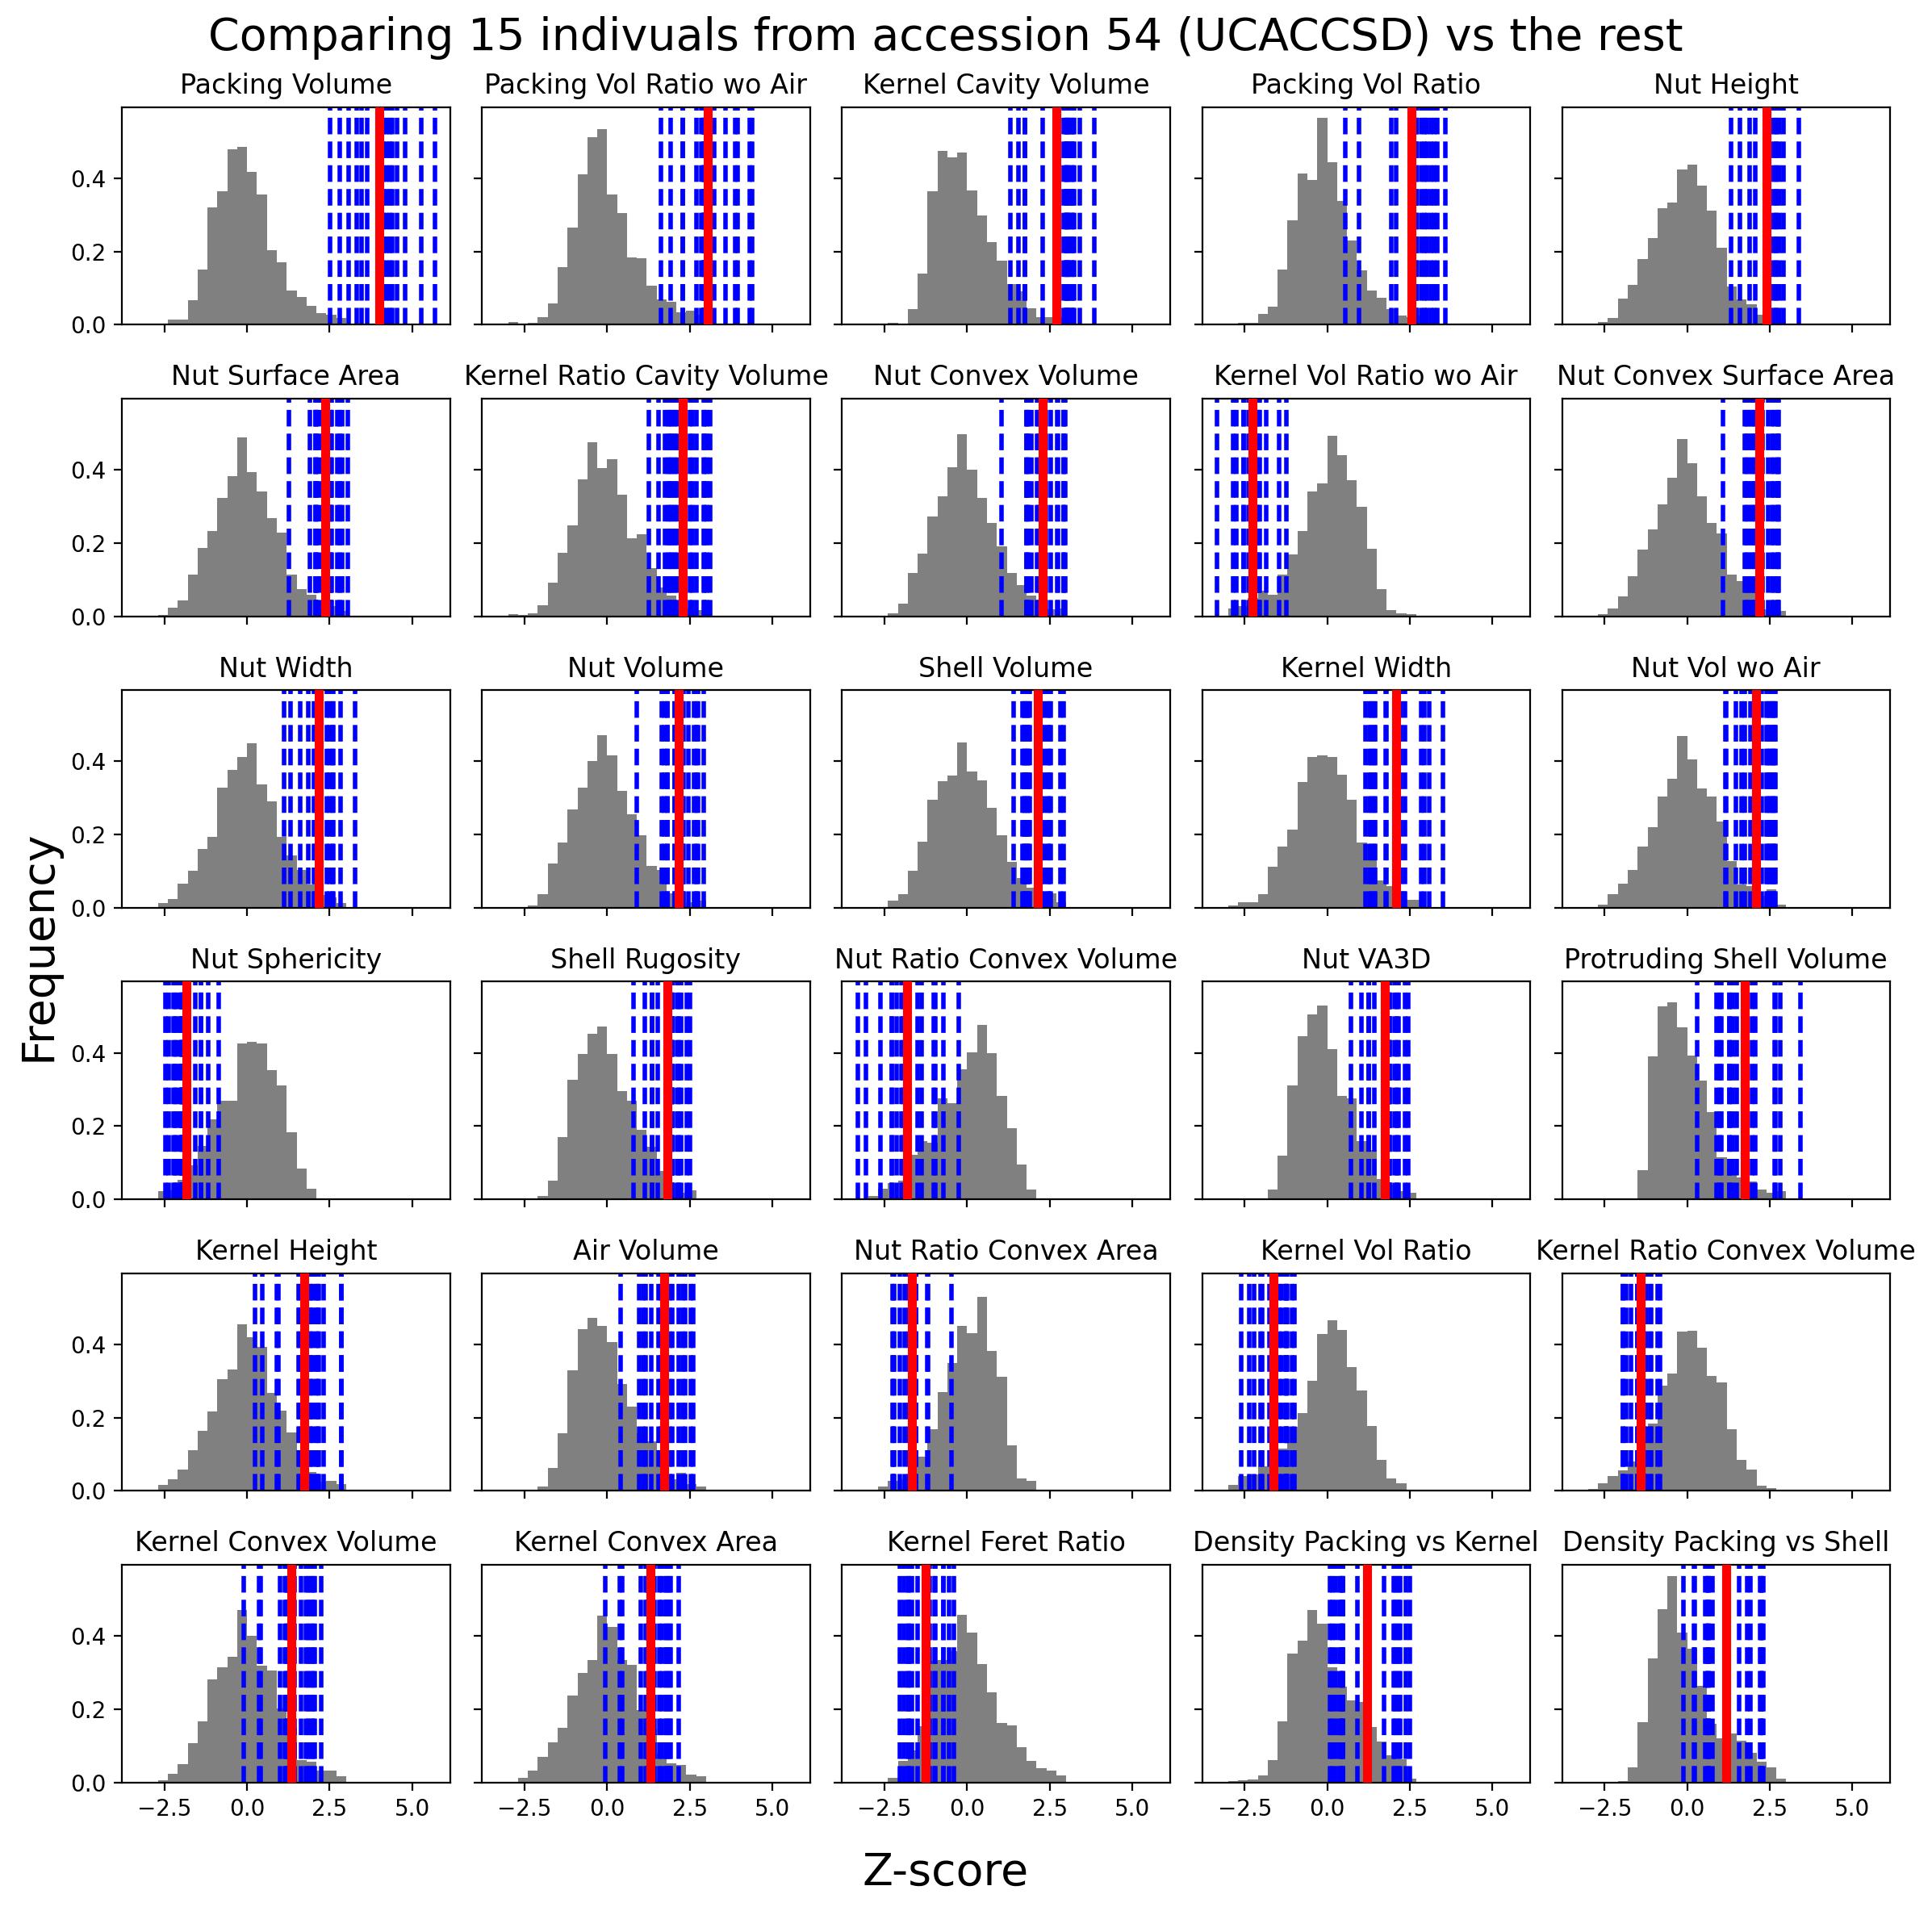 Comparing 15 indivuals from accession 54 (UCACCSD) vs the rest
Packing Volume
Packing Vol Ratio wo Air
Kernel Cavity Volume
Packing Vol Ratio
Nut Height
0.4
0.2
0.0
Nut Surface Area
Kernel Ratio Cavity Volume
Nut Convex Volume
Kernel Vol Ratio wo Air
Nut Convex Surface Area
0.4
0.2
0.0
Nut Width
Nut Volume
Shell Volume
Kernel Width
Nut Vol wo Air
0.4
0.2
0.0
Frequency
Nut Sphericity
Shell Rugosity
Nut Ratio Convex Volume
Nut VA3D
Protruding Shell Volume
0.4
0.2
0.0
Kernel Height
Air Volume
Nut Ratio Convex Area
Kernel Vol Ratio
Kernel Ratio Convex Volume
0.4
0.2
0.0
Kernel Convex Volume
Kernel Convex Area
Kernel Feret Ratio
Density Packing vs Kernel
Density Packing vs Shell
0.4
0.2
0.0
−2.5 0.0 2.5 5.0
−2.5 0.0 2.5 5.0
−2.5 0.0 2.5 5.0
−2.5 0.0 2.5 5.0
−2.5 0.0 2.5 5.0
Z-score